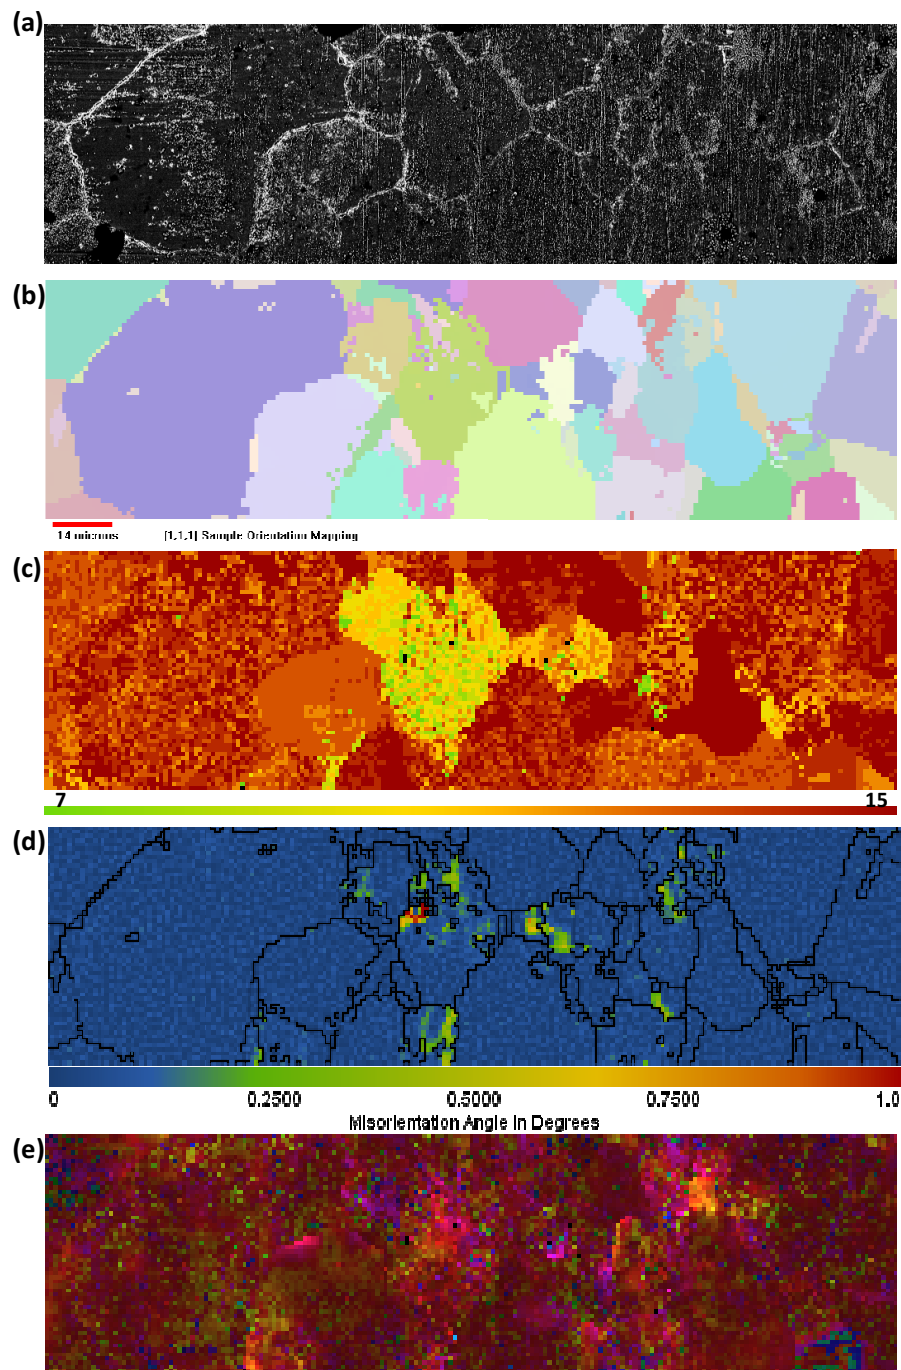 (a)
(b)
14 microns [1,1,1] Sample Orientation Mapping
(c)
7 15
(d)
0 0.2500 0.5000 0.7500 1.0
Misorientation Angle in Degrees
(e)